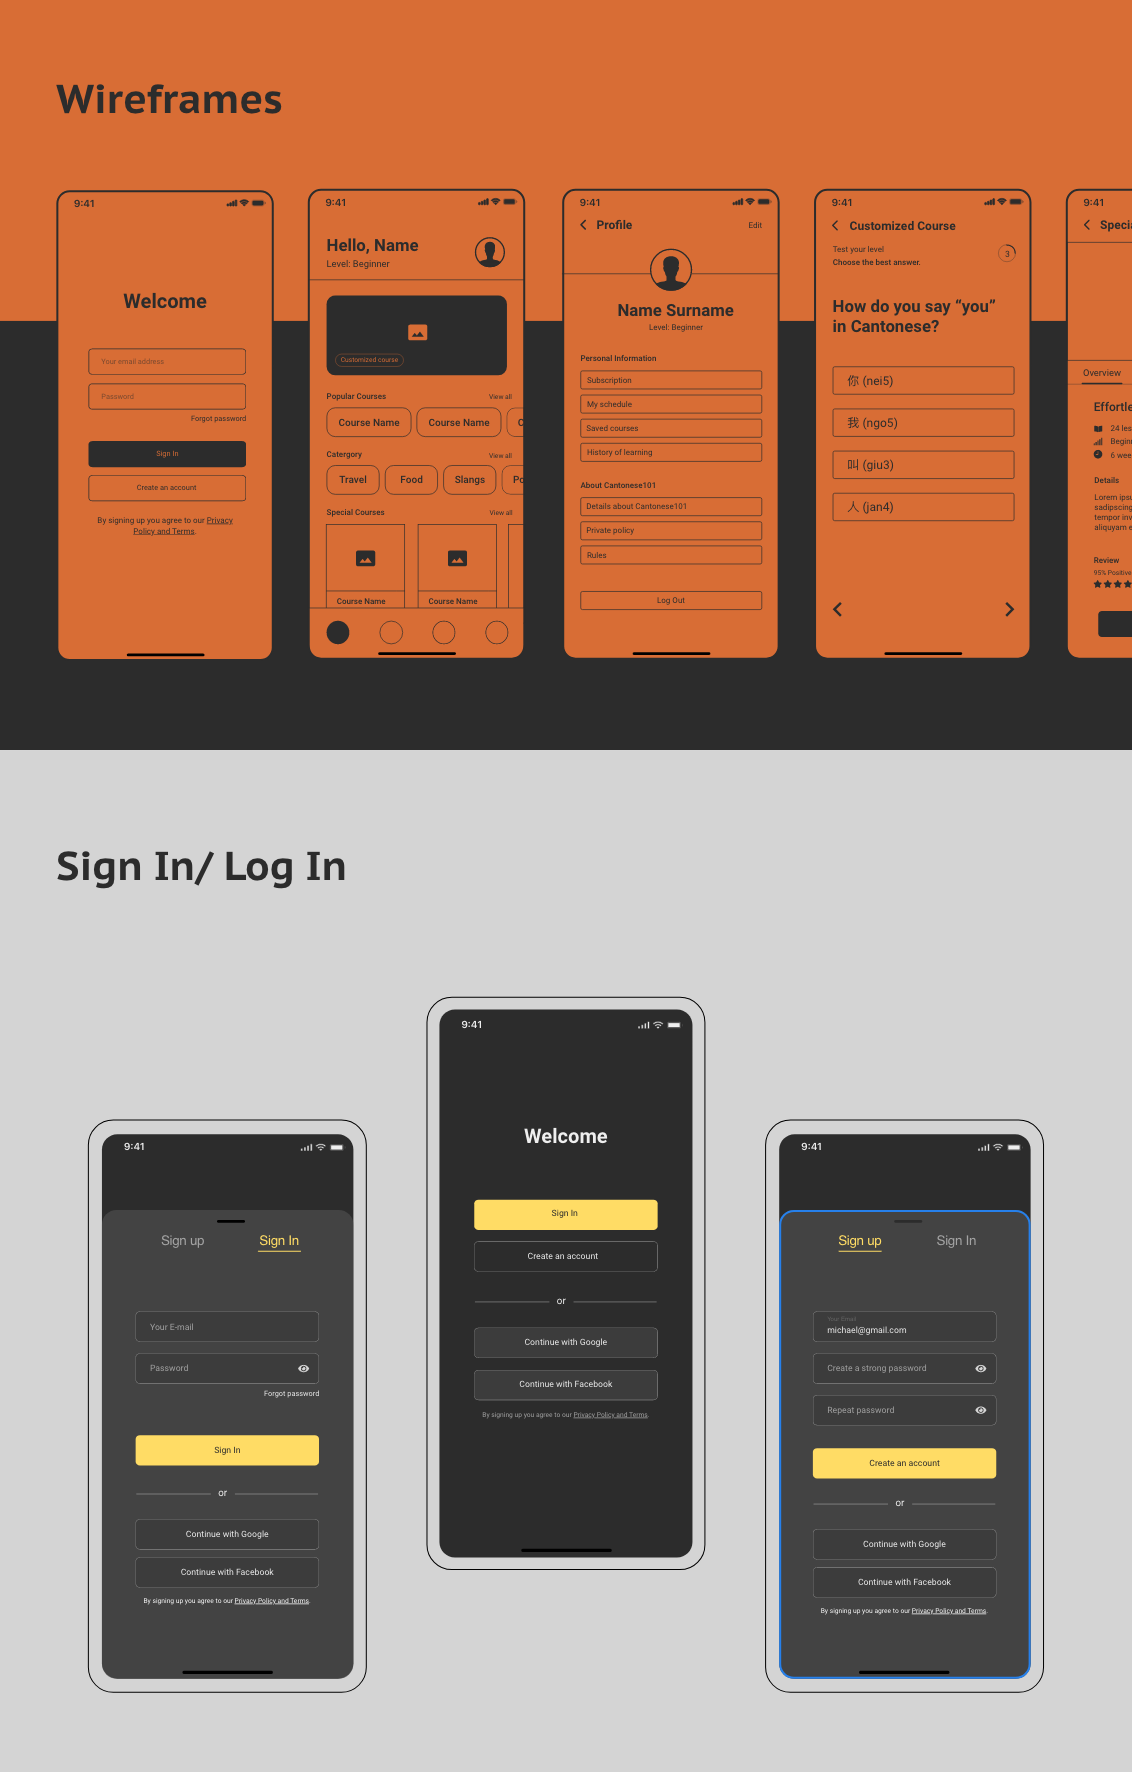 Wireframes
9:41
Welcome
Your email address
Password
Forgot password
Sign In
Create an account
By signing up you agree to our Privacy
Policy and Terms.
9:41
Hello, Name
Level: Beginner
Customized course
Popular Courses View all
Course Name Course Name C
Catergory View all
Travel Food Slangs Po
Special Courses View all
Course Name Course Name
9:41
Profile Edit
Name Surname
Level: Beginner
Personal Information
Subscription
My schedule
Saved courses
History of learning
About Cantonese101
Details about Cantonese101
Private policy
Rules
Log Out
9:41
Customized Course
Test your level
Choose the best answer.
3
How do you say “you”
in Cantonese?
你 (nei5)
我 (ngo5)
叫 (giu3)
人 (jan4)
9:41
Specia
Overview
Effortle
24 les
Beginn
6 wee
Details
Lorem ipsu
sadipscing
tempor inv
aliquyam e
Review
95% Positive
Sign In/ Log In
9:41
Sign up Sign In
Your E-mail
Password
Forgot password
Sign In
or
Continue with Google
Continue with Facebook
By signing up you agree to our Privacy Policy and Terms.
9:41
Welcome
Sign In
Create an account
or
Continue with Google
Continue with Facebook
By signing up you agree to our Privacy Policy and Terms.
9:41
Sign up Sign In
Your Email
michael@gmail.com
Create a strong password
Repeat password
Create an account
or
Continue with Google
Continue with Facebook
By signing up you agree to our Privacy Policy and Terms.